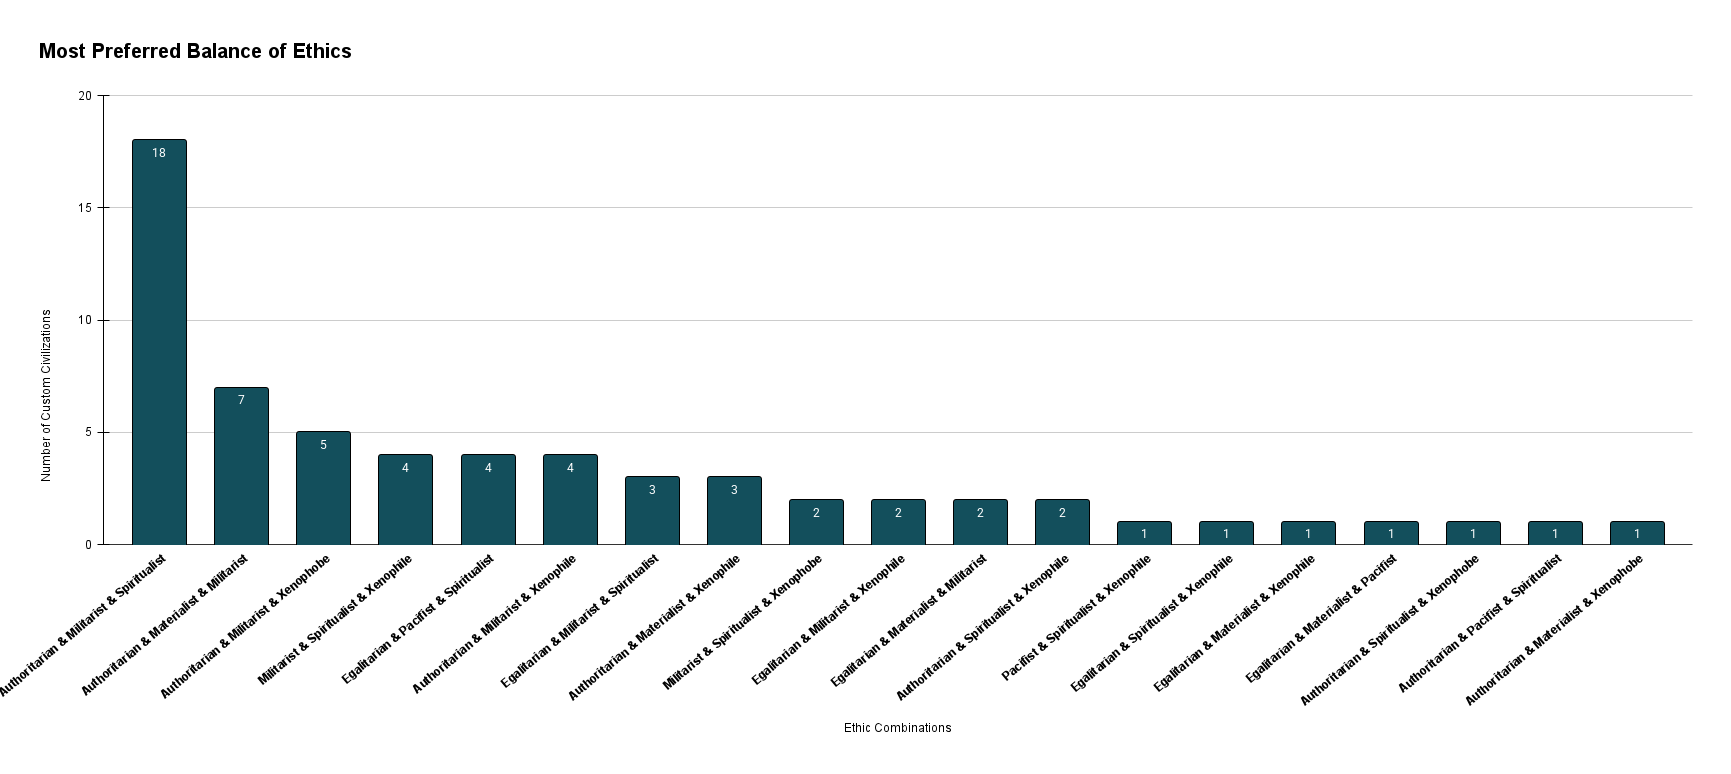 Most Preferred Balance of Ethics
Number of Custom Civilizations
20
15
10
5
0
18
7
5
4
4
4
3
3
2
2
2
2
1
1
1
1
1
1
1
Authoritarian & Militarist & Spiritualist
Authoritarian & Materialist & Militarist
Authoritarian & Militarist & Xenophobe
Militarist & Spiritualist & Xenophile
Egalitarian & Pacifist & Spiritualist
Authoritarian & Militarist & Xenophile
Egalitarian & Militarist & Spiritualist
Authoritarian & Materialist & Xenophile
Militarist & Spiritualist & Xenophobe
Egalitarian & Militarist & Xenophile
Egalitarian & Materialist & Militarist
Authoritarian & Spiritualist & Xenophile
Pacifist & Spiritualist & Xenophile
Egalitarian & Spiritualist & Xenophile
Egalitarian & Materialist & Xenophile
Egalitarian & Materialist & Pacifist
Authoritarian & Spiritualist & Xenophobe
Authoritarian & Pacifist & Spiritualist
Authoritarian & Materialist & Xenophobe
Ethic Combinations